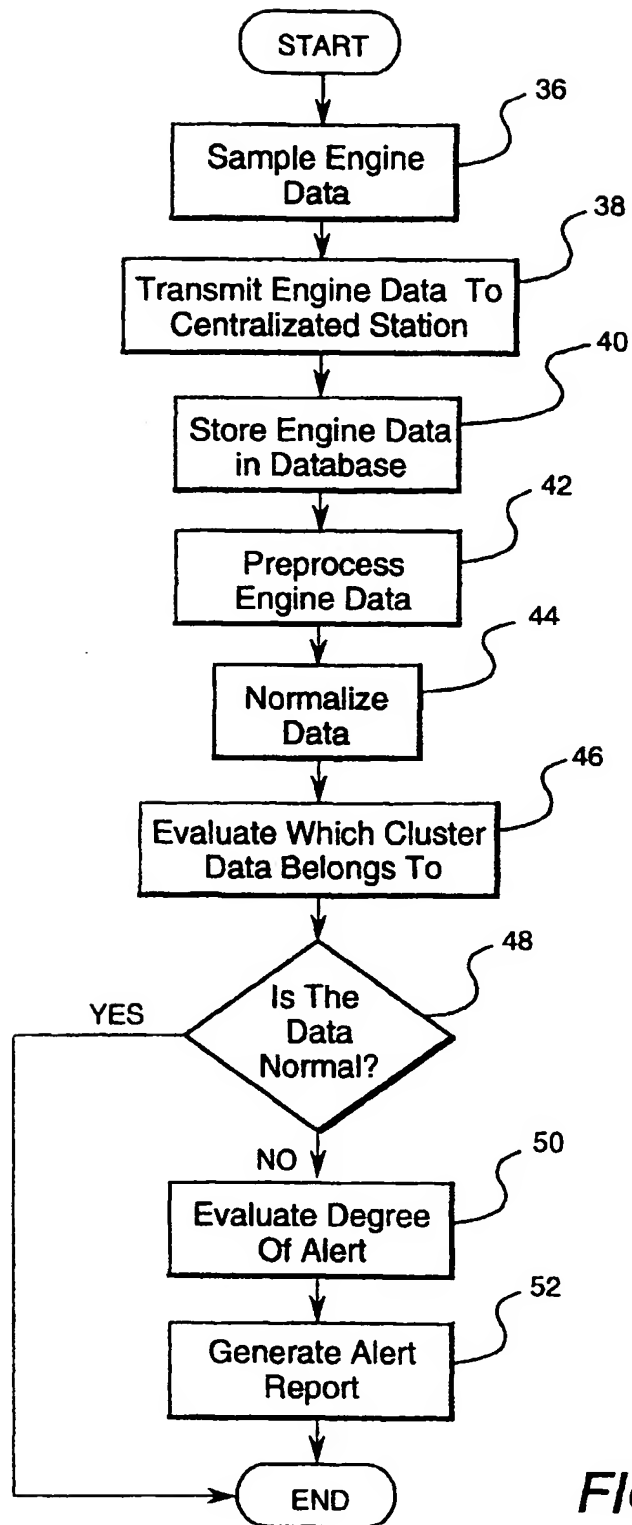 START
36
Sample Engine
Data
38
Transmit Engine Data To
Centralizated Station
40
Store Engine Data
in Database
42
Preprocess
Engine Data
44
Normalize
Data
46
Evaluate Which Cluster
Data Belongs To
48
YES
Is The
Data
Normal?
NO
50
Evaluate Degree
Of Alert
52
Generate Alert
Report
END